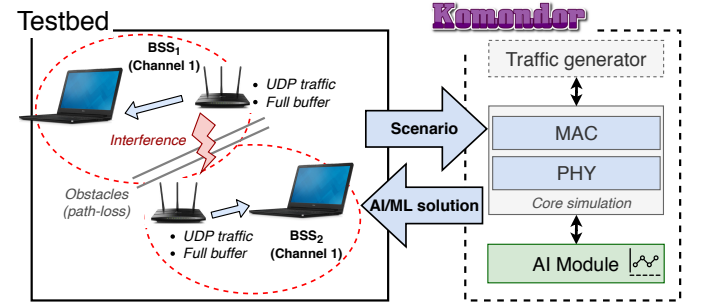 Testbed
Komondor
BSS1
(Channel 1)
• UDP traffic
• Full buffer
Interference
Obstacles
(path-loss)
• UDP traffic
• Full buffer
BSS2
(Channel 1)
Scenario
AI/ML solution
Traffic generator
MAC
PHY
Core simulation
AI Module